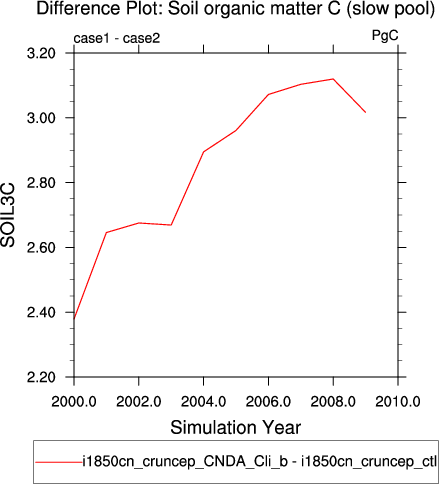 Difference Plot: Soil organic matter C (slow pool)
case1 - case2 PgC
3.20
3.00
2.80
2.60
2.40
2.20
SOIL3C
2000.0 2002.0 2004.0 2006.0 2008.0 2010.0
Simulation Year
i1850cn_cruncep_CNDA_Cli_b - i1850cn_cruncep_ctl